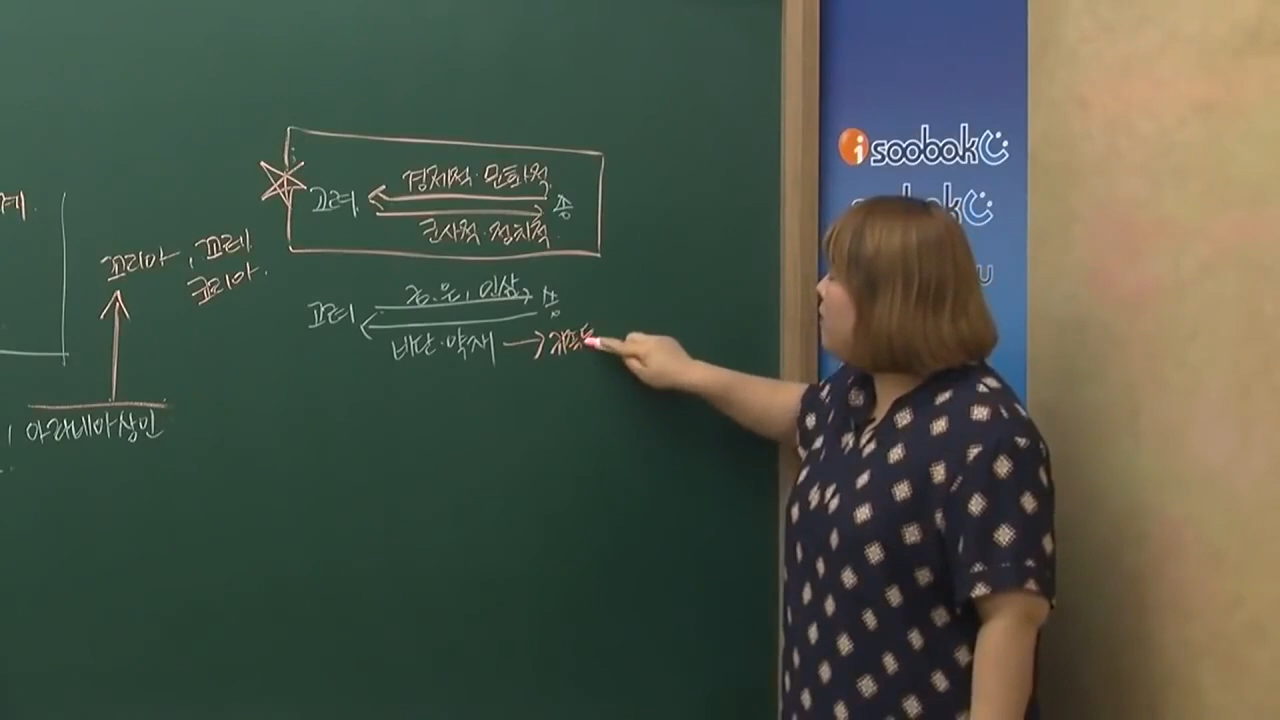 경제적·문화적
고려 송
군사적·정치적
꼬리아, 꼬레
코리아.
금·은, 인삼,
고려 송
비단·약재 →
, 아라비아상인
isoobok